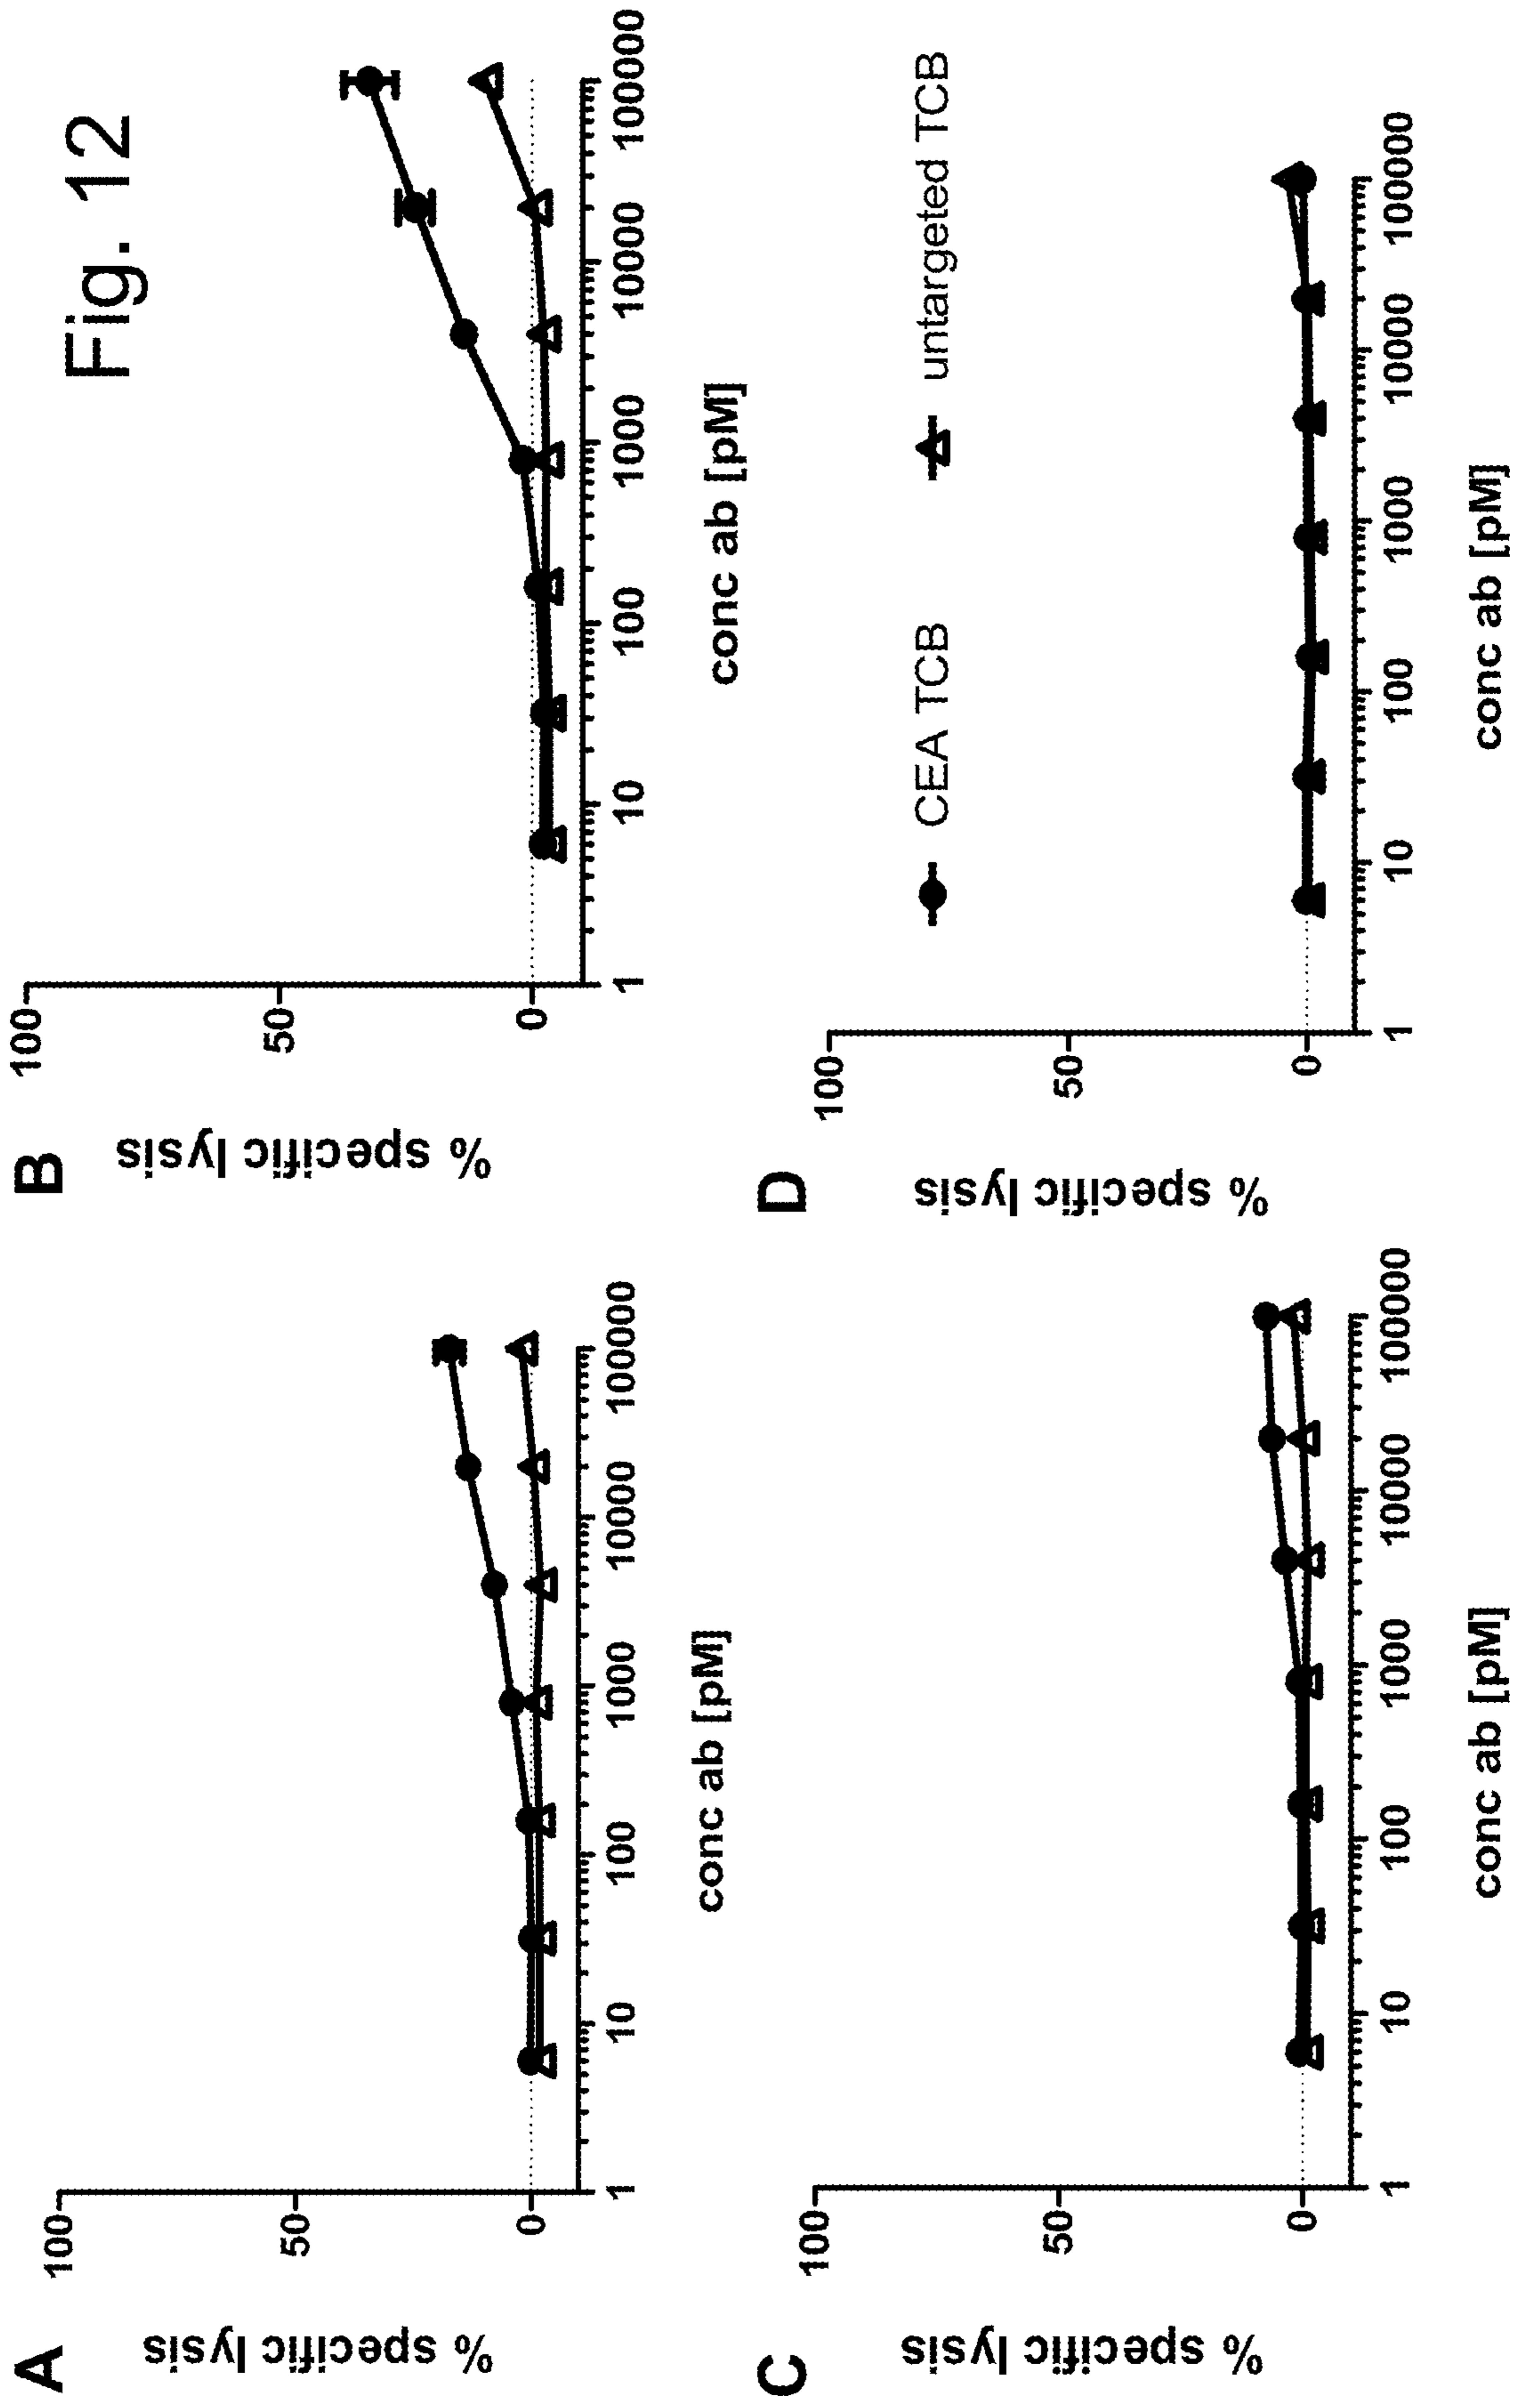 Fig. 12
A
% specific lysis
100
50
0
1 10 100 1000 10000 100000
conc ab [pM]
B
% specific lysis
100
50
0
1 10 100 1000 10000 100000
conc ab [pM]
C
% specific lysis
100
50
0
1 10 100 1000 10000 100000
conc ab [pM]
D
% specific lysis
100
50
0
CEA TCB
untargeted TCB
1 10 100 1000 10000 100000
conc ab [pM]